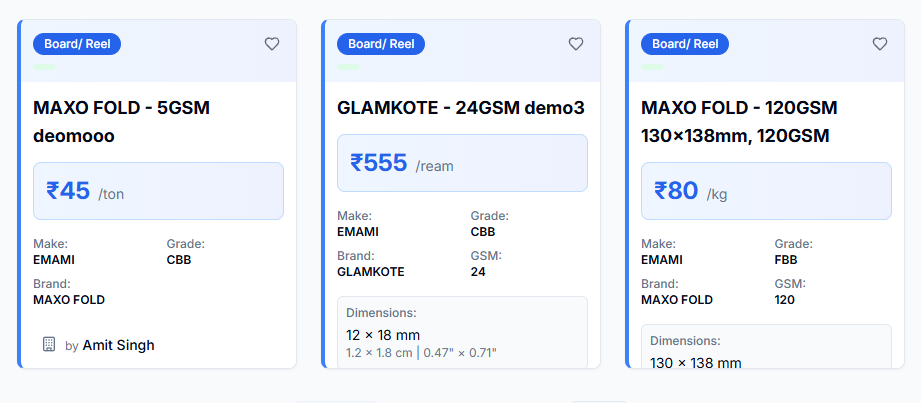 Board/ Reel
MAXO FOLD - 5GSM
deomooo
₹45 /ton
Make:
EMAMI
Grade:
CBB
Brand:
MAXO FOLD
by Amit Singh
Board/ Reel
GLAMKOTE - 24GSM demo3
₹555 /ream
Make:
EMAMI
Grade:
CBB
Brand:
GLAMKOTE
GSM:
24
Dimensions:
12 × 18 mm
1.2 × 1.8 cm | 0.47" × 0.71"
Board/ Reel
MAXO FOLD - 120GSM
130×138mm, 120GSM
₹80 /kg
Make:
EMAMI
Grade:
FBB
Brand:
MAXO FOLD
GSM:
120
Dimensions:
130 × 138 mm